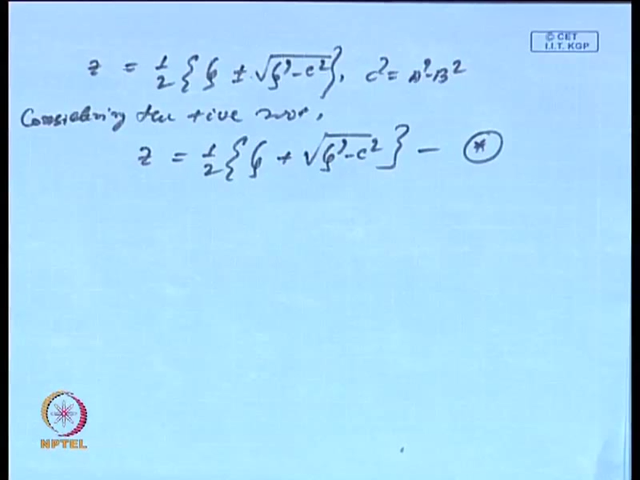 © CET
I.I.T. KGP
z = 1/2 { ζ ± √(ζ² - c²) }, c² = A² - B²
Considering the +ive root,
z = 1/2 { ζ + √(ζ² - c²) } — (*)
NPTEL